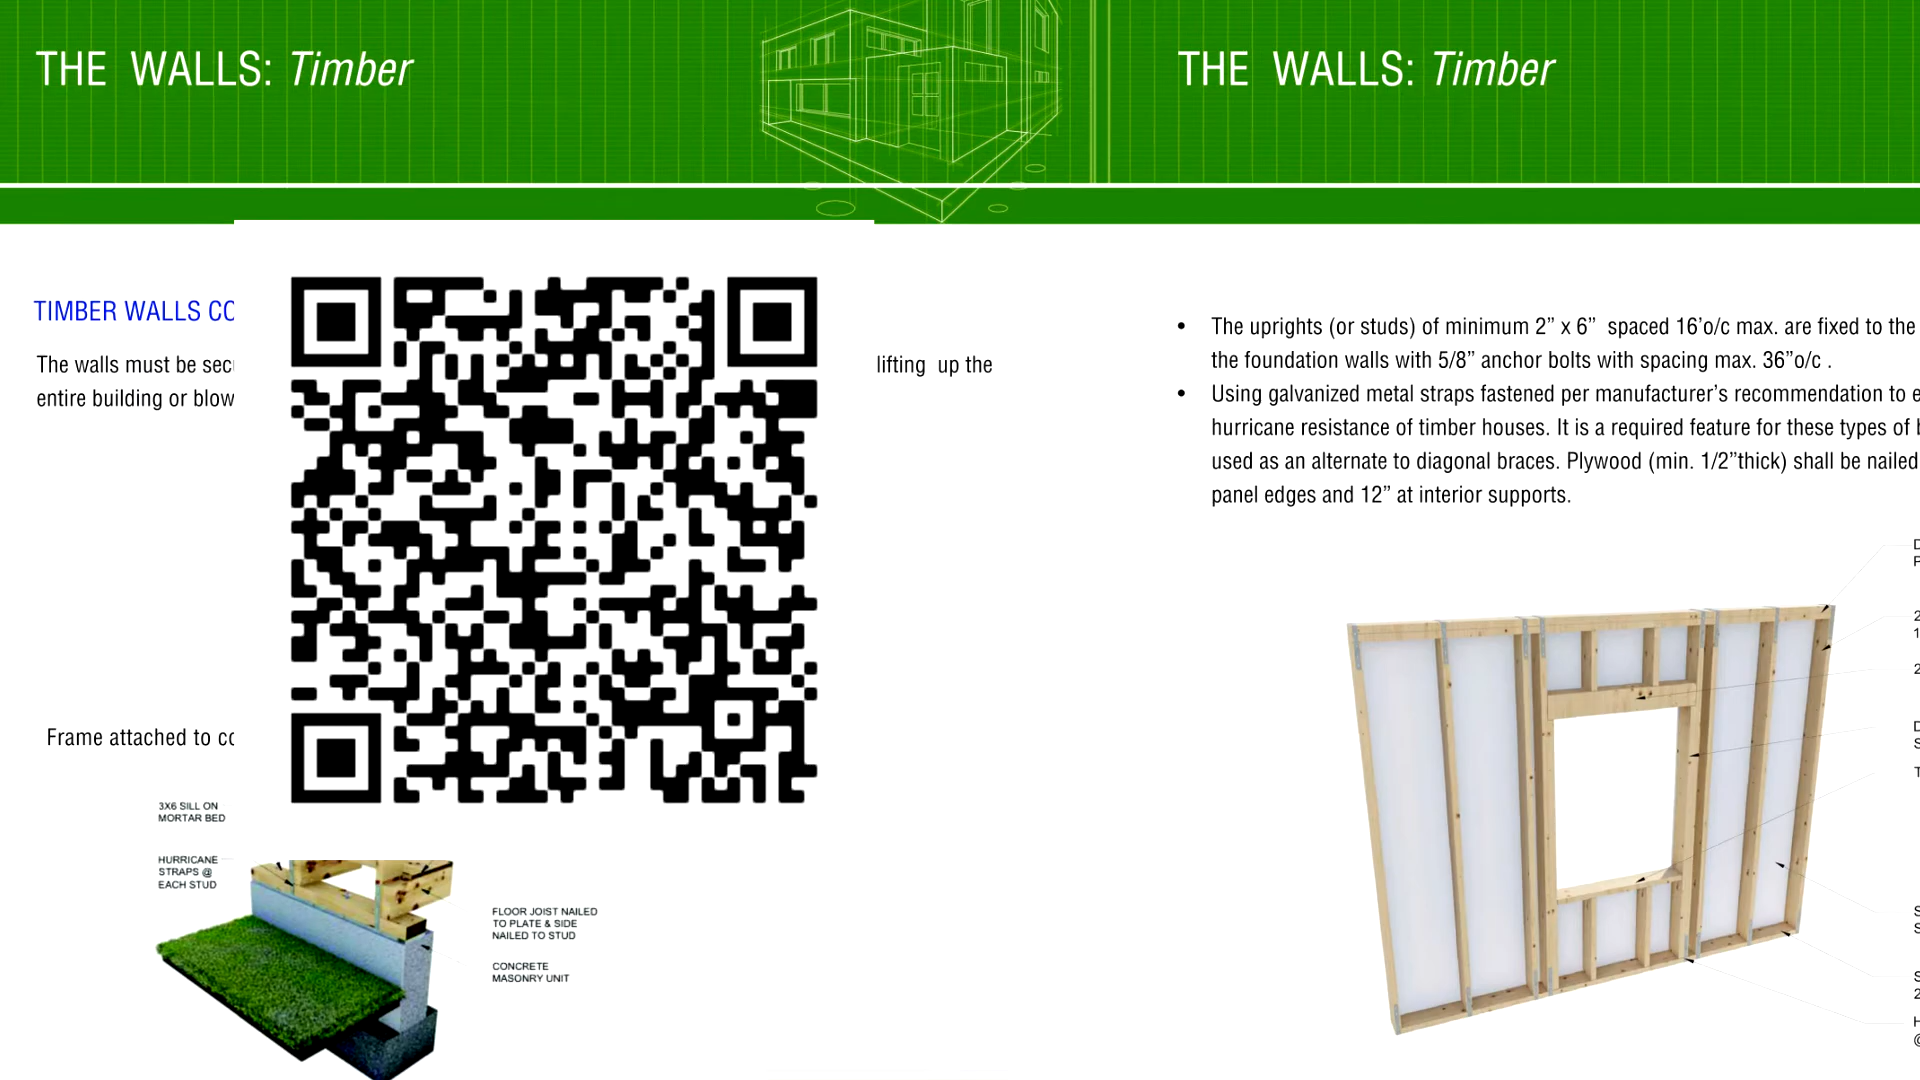 THE WALLS: Timber
TIMBER WALLS
The walls must be lifting up the
entire building or blow
Frame attached to
3X6 SILL ON
MORTAR BED
HURRICANE
STRAPS @
EACH STUD
FLOOR JOIST NAILED
TO PLATE & SIDE
NAILED TO STUD
CONCRETE
MASONRY UNIT
THE WALLS: Timber
• The uprights (or studs) of minimum 2” x 6” spaced 16’o/c max. are fixed to the
the foundation walls with 5/8” anchor bolts with spacing max. 36”o/c .
• Using galvanized metal straps fastened per manufacturer’s recommendation to
hurricane resistance of timber houses. It is a required feature for these types of
used as an alternate to diagonal braces. Plywood (min. 1/2”thick) shall be nailed
panel edges and 12” at interior supports.